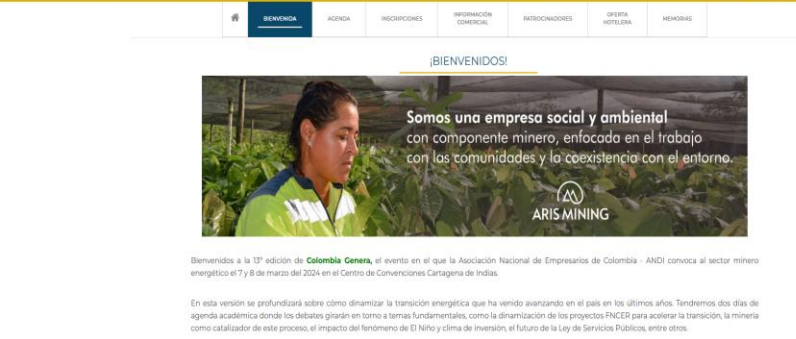 BIENVENIDA
AGENDA
INSCRIPCIONES
INFORMACIÓN
COMERCIAL
PATROCINADORES
OFERTA
HOTELERA
MEMORIAS
¡BIENVENIDOS!
Somos una empresa social y ambiental
con componente minero, enfocada en el trabajo
con las comunidades y la coexistencia con el entorno.
ARIS MINING
Bienvenidos a la 13ª edición de Colombia Genera, el evento en el que la Asociación Nacional de Empresarios de Colombia - ANDI convoca al sector minero
energético el 7 y 8 de marzo del 2024 en el Centro de Convenciones Cartagena de Indias.
En esta versión se profundizará sobre cómo dinamizar la transición energética que ha venido avanzando en el país en los últimos años. Tendremos dos días de
agenda académica donde los debates girarán en torno a temas fundamentales, como la dinamización de los proyectos FNCER para acelerar la transición, la minería
como catalizador de este proceso, el impacto del fenómeno de El Niño y clima de inversión, el futuro de la Ley de Servicios Públicos, entre otros.